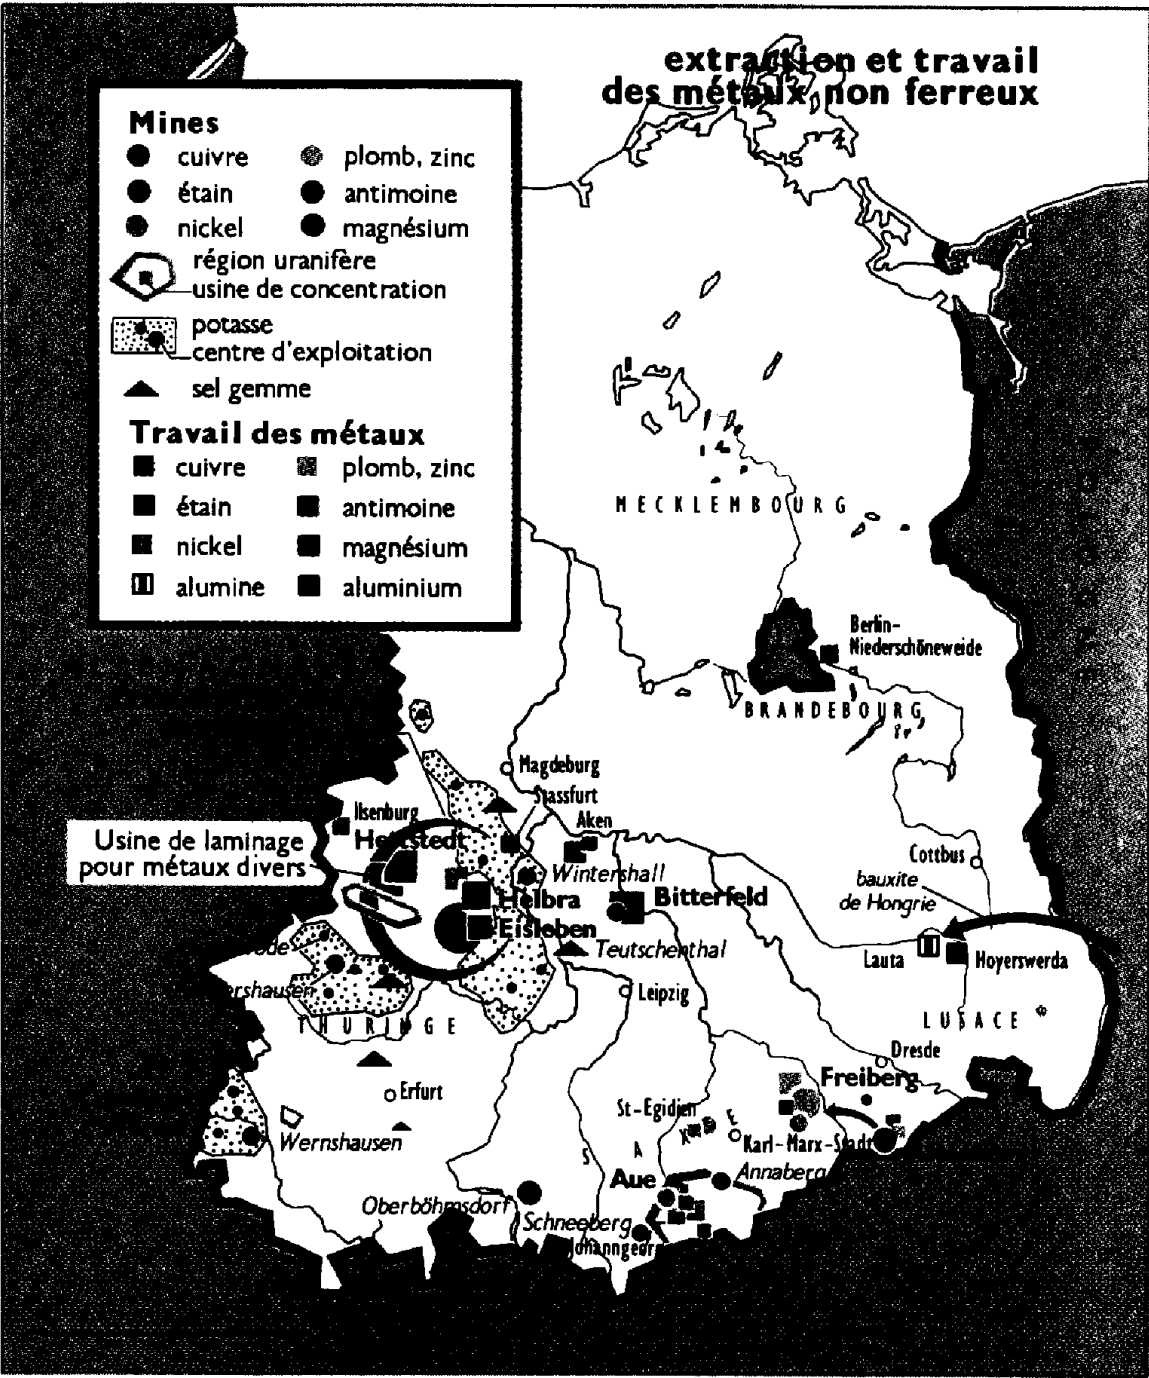 extraction et travail
des métaux non ferreux
Mines
cuivre
plomb, zinc
étain
antimoine
nickel
magnésium
région uranifère
usine de concentration
potasse
centre d'exploitation
sel gemme
Travail des métaux
cuivre
plomb, zinc
étain
antimoine
nickel
magnésium
alumine
aluminium
MECKLEMBOURG
Berlin-
Niederschöneweide
BRANDEBOURG
Magdeburg
Stassfurt
Ilsenburg
Aken
Hettstedt
Usine de laminage
pour métaux divers
Cottbus
Wintershall
bauxite
de Hongrie
Helbra
Bitterfeld
Eisleben
Teutschenthal
Lauta
Hoyerswerda
Leipzig
THURINGE
LUSACE
Dresde
Freiberg
Erfurt
St-Egidien
Karl-Marx-Stadt
Wernshausen
SAXE
Annaberg
Aue
Oberböhmsdorf
Schneeberg